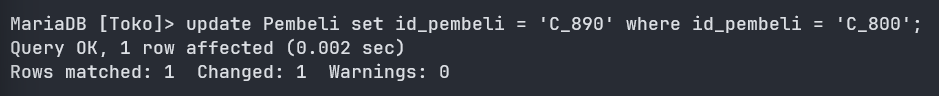 MariaDB [Toko]> update Pembeli set id_pembeli = 'C_890' where id_pembeli = 'C_800';
Query OK, 1 row affected (0.002 sec)
Rows matched: 1  Changed: 1  Warnings: 0